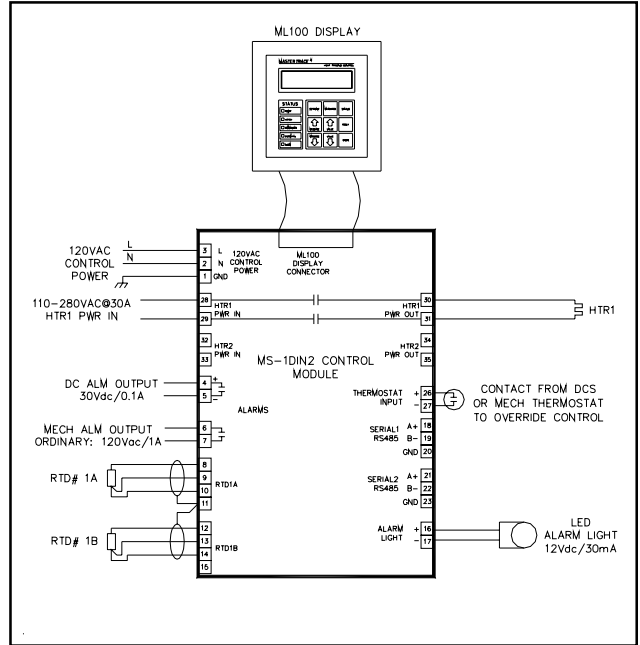 ML100 DISPLAY
MASTERTRACE
STATUS
3 L
120VAC CONTROL POWER
L
N
2 N
1 GND
120VAC
CONTROL
POWER
ML100
DISPLAY
CONNECTOR
110-280VAC@30A
HTR1 PWR IN
28 HTR1
29 PWR IN
30 HTR1
31 PWR OUT
HTR1
32 HTR2
33 PWR IN
34 HTR2
35 PWR OUT
MS-1DIN2 CONTROL
MODULE
DC ALM OUTPUT
30Vdc/0.1A
4 +
5 -
ALARMS
MECH ALM OUTPUT
ORDINARY: 120Vac/1A
6
7
THERMOSTAT
INPUT
+ 26
- 27
CONTACT FROM DCS
OR MECH THERMOSTAT
TO OVERRIDE CONTROL
SERIAL1
RS485
A+ 18
B- 19
GND 20
RTD# 1A
8
9
10
11
RTD1A
SERIAL2
RS485
A+ 21
B- 22
GND 23
RTD# 1B
12
13
14
15
RTD1B
ALARM
LIGHT
+ 16
- 17
LED
ALARM LIGHT
12Vdc/30mA